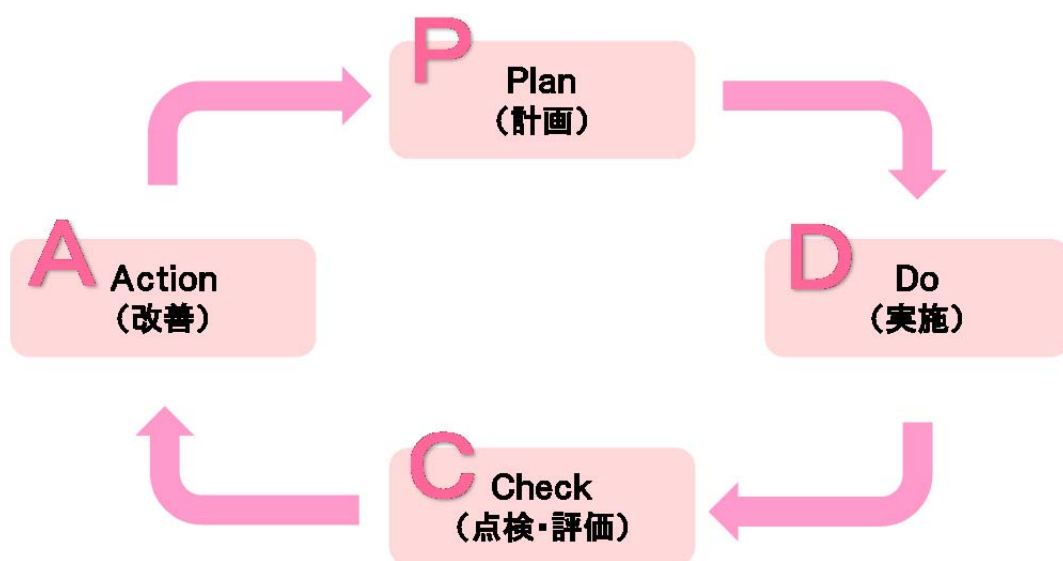 P
Plan
（計画）
D
Do
（実施）
C
Check
（点検・評価）
A
Action
（改善）